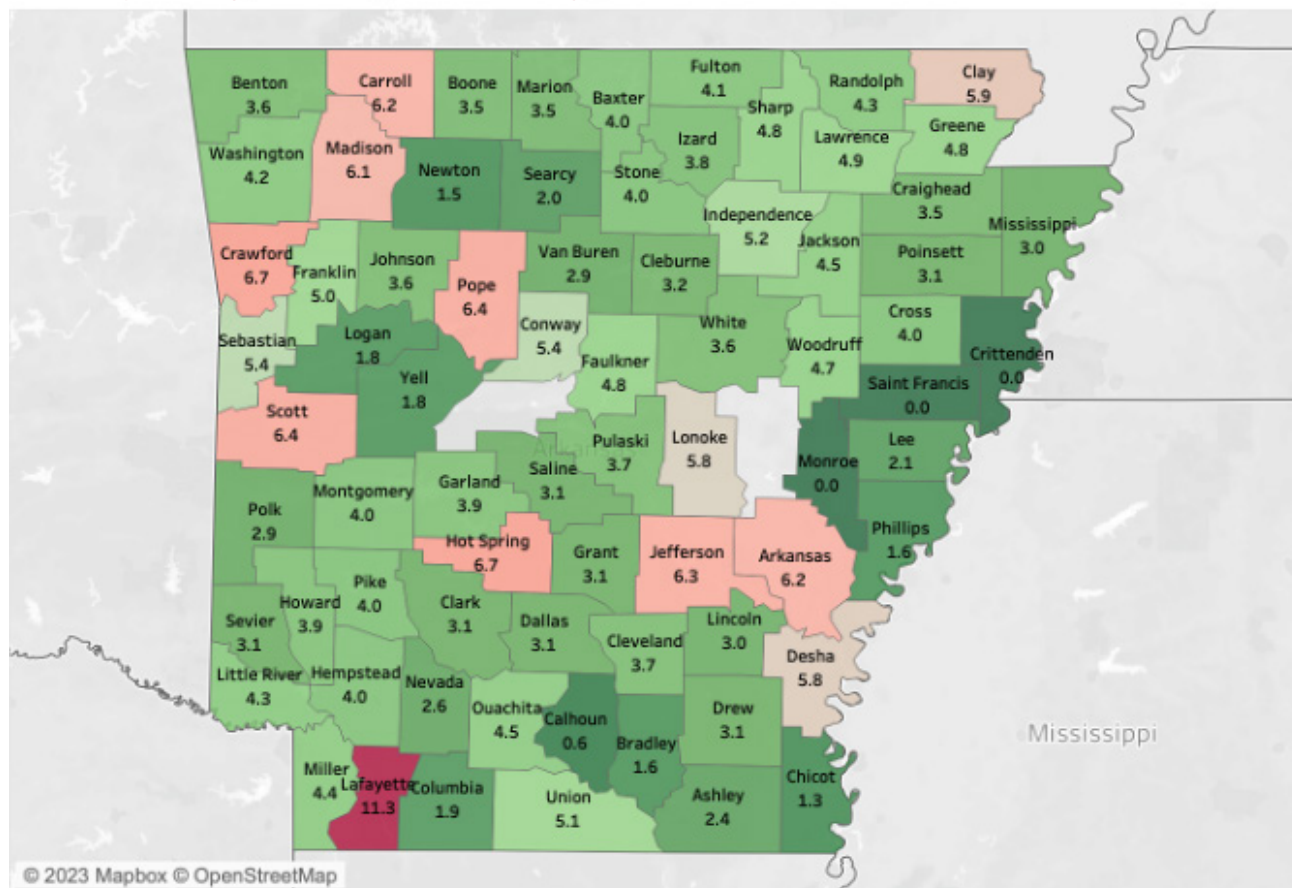 Benton
3.6
Carroll
6.2
Boone
3.5
Marion
3.5
Baxter
4.0
Fulton
4.1
Sharp
4.8
Randolph
4.3
Clay
5.9
Washington
4.2
Madison
6.1
Newton
1.5
Searcy
2.0
Stone
4.0
Izard
3.8
Lawrence
4.9
Greene
4.8
Independence
5.2
Jackson
4.5
Craighead
3.5
Mississippi
3.0
Crawford
6.7
Franklin
5.0
Johnson
3.6
Pope
6.4
Van Buren
2.9
Cleburne
3.2
Poinsett
3.1
Sebastian
5.4
Logan
1.8
Yell
1.8
Conway
5.4
Faulkner
4.8
White
3.6
Woodruff
4.7
Cross
4.0
Crittenden
0.0
Saint Francis
0.0
Scott
6.4
Arkansas
Pulaski
3.7
Lonoke
5.8
Monroe
0.0
Lee
2.1
Polk
2.9
Montgomery
4.0
Garland
3.9
Saline
3.1
Phillips
1.6
Hot Spring
6.7
Grant
3.1
Jefferson
6.3
Arkansas
6.2
Sevier
3.1
Howard
3.9
Pike
4.0
Clark
3.1
Dallas
3.1
Cleveland
3.7
Lincoln
3.0
Desha
5.8
Little River
4.3
Hempstead
4.0
Nevada
2.6
Ouachita
4.5
Calhoun
0.6
Bradley
1.6
Drew
3.1
Mississippi
Miller
4.4
Lafayette
11.3
Columbia
1.9
Union
5.1
Ashley
2.4
Chicot
1.3
© 2023 Mapbox © OpenStreetMap